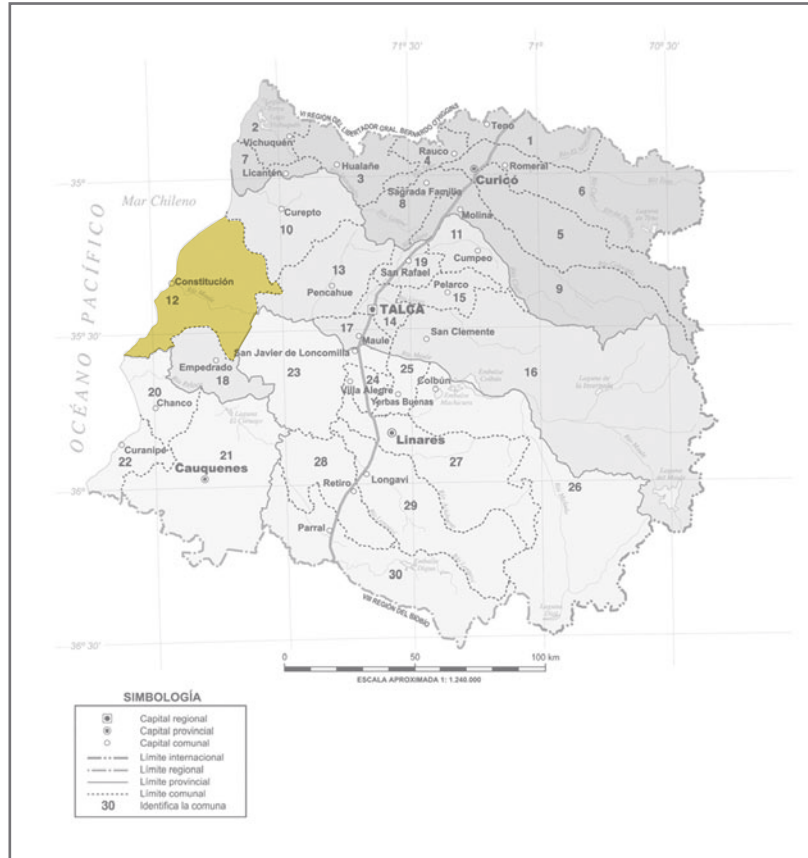 71° 30'
71°
70° 30'
VI REGIÓN DEL LIBERTADOR GRAL. BERNARDO O'HIGGINS
Teno
1
2
Vichuquén
Rauco
4
Romeral
7
Hualañé
Licantén
3
Curicó
35°
Sagrada Familia
8
6
Mar Chileno
Curepto
Molina
10
11
5
19
Cumpeo
San Rafael
13
Constitución
Pencahue
Pelarco
15
9
12
TALCA
14
OCÉANO PACÍFICO
35° 30'
17
Maule
San Clemente
San Javier de Loncomilla
Empedrado
18
23
25
Colbún
16
24
Villa Alegre
Yerbas Buenas
20
Chanco
Linares
Curanipé
22
21
27
Cauquenes
28
Longaví
36°
Retiro
26
29
Parral
30
VIII REGIÓN DEL BIOBIO
36° 30'
0
50
100 km
ESCALA APROXIMADA 1: 1.240.000
SIMBOLOGÍA
Capital regional
Capital provincial
Capital comunal
Límite internacional
Límite regional
Límite provincial
Límite comunal
30 Identifica la comuna